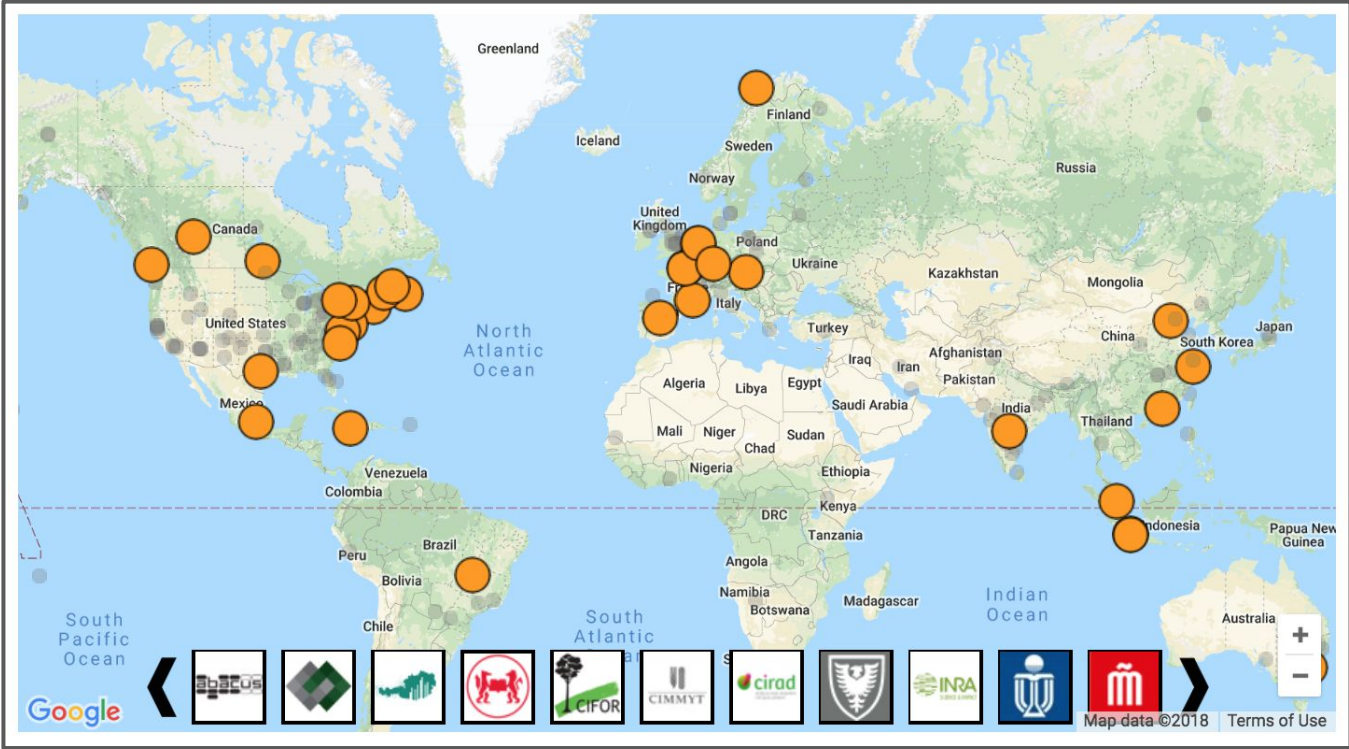 Greenland
Iceland
Finland
Sweden
Norway
Russia
Canada
United
Kingdom
Poland
Ukraine
Kazakhstan
Mongolia
Italy
United States
North
Atlantic
Ocean
Turkey
China
South Korea
Japan
Iraq
Iran
Afghanistan
Pakistan
Algeria
Libya
Egypt
Saudi Arabia
India
Mexico
Mali
Niger
Chad
Sudan
Thailand
Venezuela
Nigeria
Ethiopia
Colombia
DRC
Kenya
ndonesia
Papua New
Guinea
Tanzania
Peru
Brazil
Angola
Bolivia
Namibia
Botswana
Madagascar
Indian
Ocean
South
Pacific
Ocean
Chile
South
Atlantic
Australia
+
−
abacus
CIFOR
CIMMYT
cirad
INRA
SCIENCE & IMPACT
m̃
Google
Map data ©2018
Terms of Use